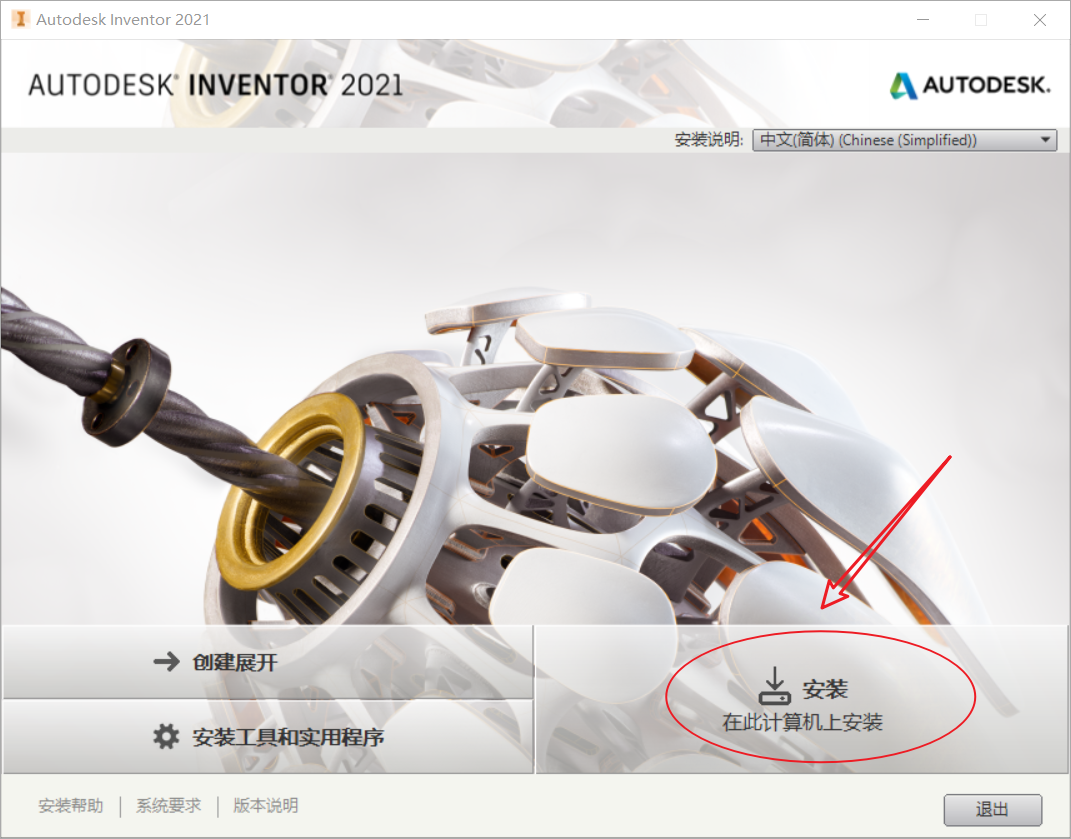 Autodesk Inventor 2021
AUTODESK® INVENTOR® 2021
AUTODESK.
安装说明: 中文(简体) (Chinese (Simplified))
创建展开
安装工具和实用程序
安装
在此计算机上安装
安装帮助 | 系统要求 | 版本说明
退出